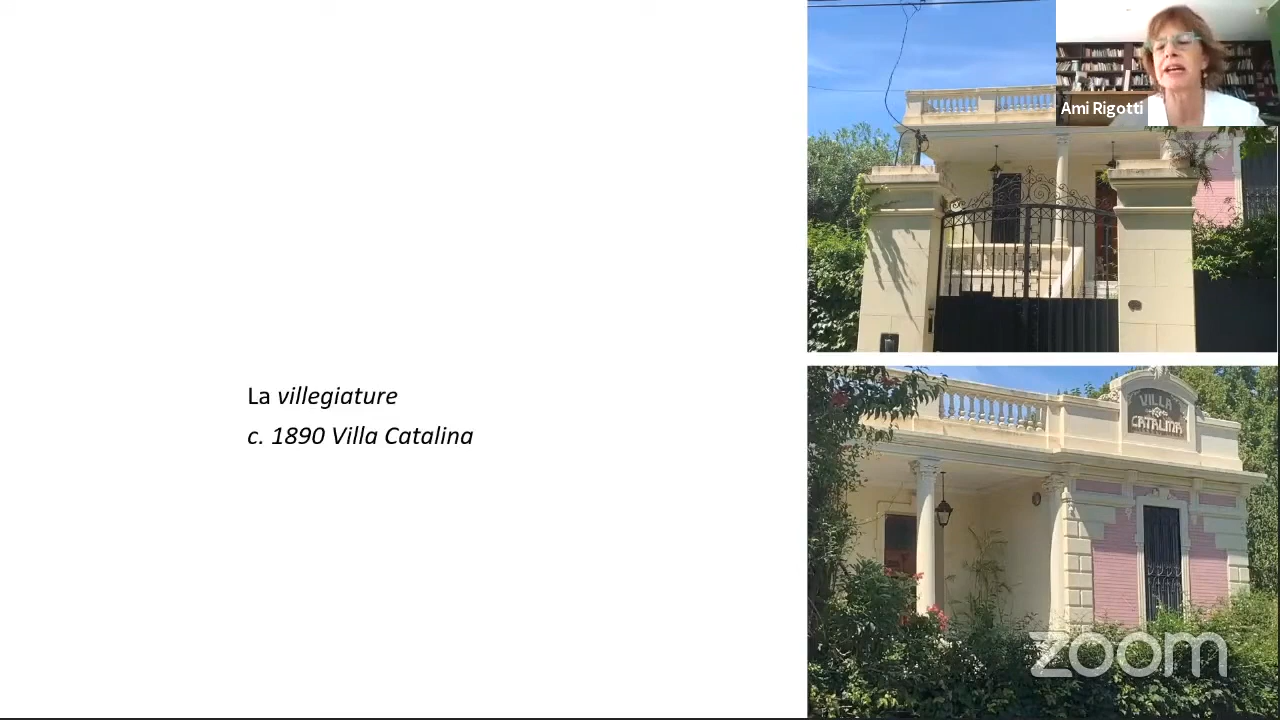 Ami Rigotti
La villegiature
c. 1890 Villa Catalina
VILLA
CATALINA
zoom